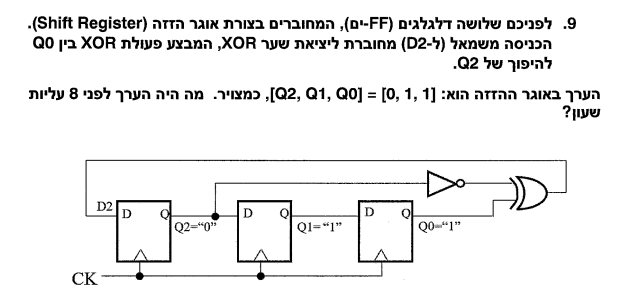 9. לפניכם שלושה דלגלגים (FF-ים), המחוברים בצורת אוגר הזזה (Shift Register).
הכניסה משמאל (ל-D2) מחוברת ליציאת שער XOR, המבצע פעולת XOR בין Q0
להיפוך של Q2.
הערך באוגר ההזזה הוא: [Q2, Q1, Q0] = [0, 1, 1], כמצויר. מה היה הערך לפני 8 עליות
שעון?
D2 D Q Q2="0" D Q Q1="1" D Q Q0="1"
CK